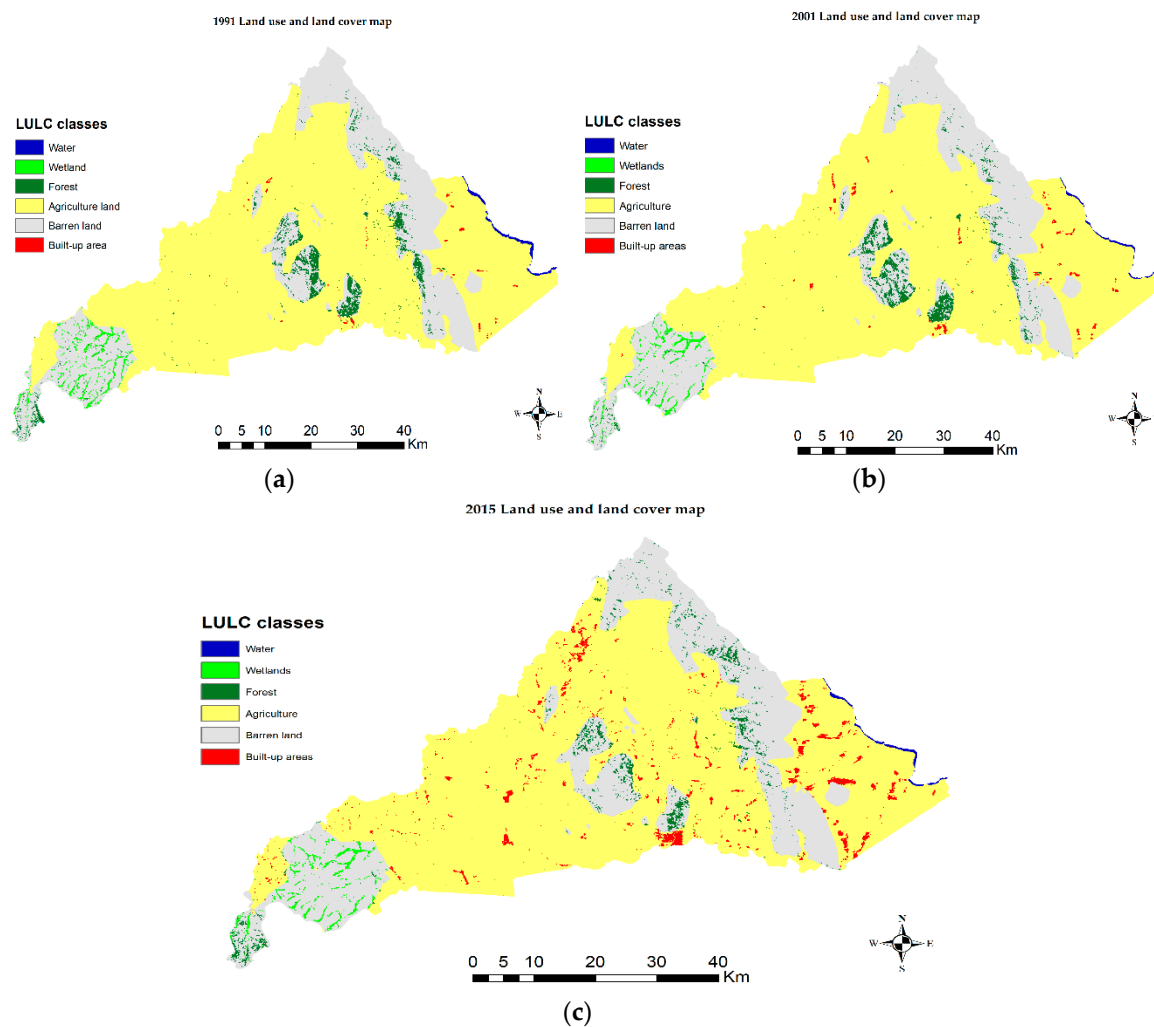 1991 Land use and land cover map
LULC classes
Water
Wetland
Forest
Agriculture land
Barren land
Built-up area
N
W E
S
0 5 10 20 30 40
Km
(a)
2001 Land use and land cover map
LULC classes
Water
Wetlands
Forest
Agriculture
Barren land
Built-up areas
N
W E
S
0 5 10 20 30 40
Km
(b)
2015 Land use and land cover map
LULC classes
Water
Wetlands
Forest
Agriculture
Barren land
Built-up areas
N
W E
S
0 5 10 20 30 40
Km
(c)